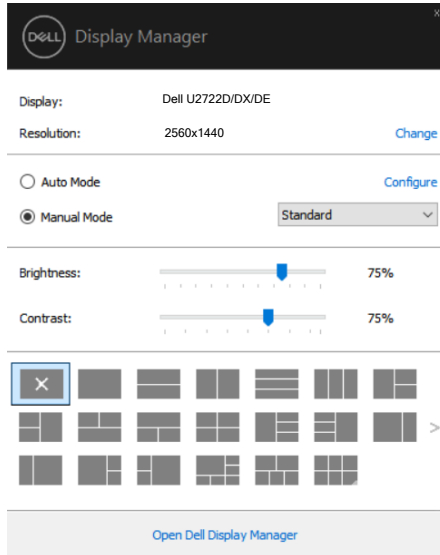 DELL Display Manager
Display: Dell U2722D/DX/DE
Resolution: 2560x1440 Change
Auto Mode Configure
Manual Mode Standard
Brightness: 75%
Contrast: 75%
Open Dell Display Manager